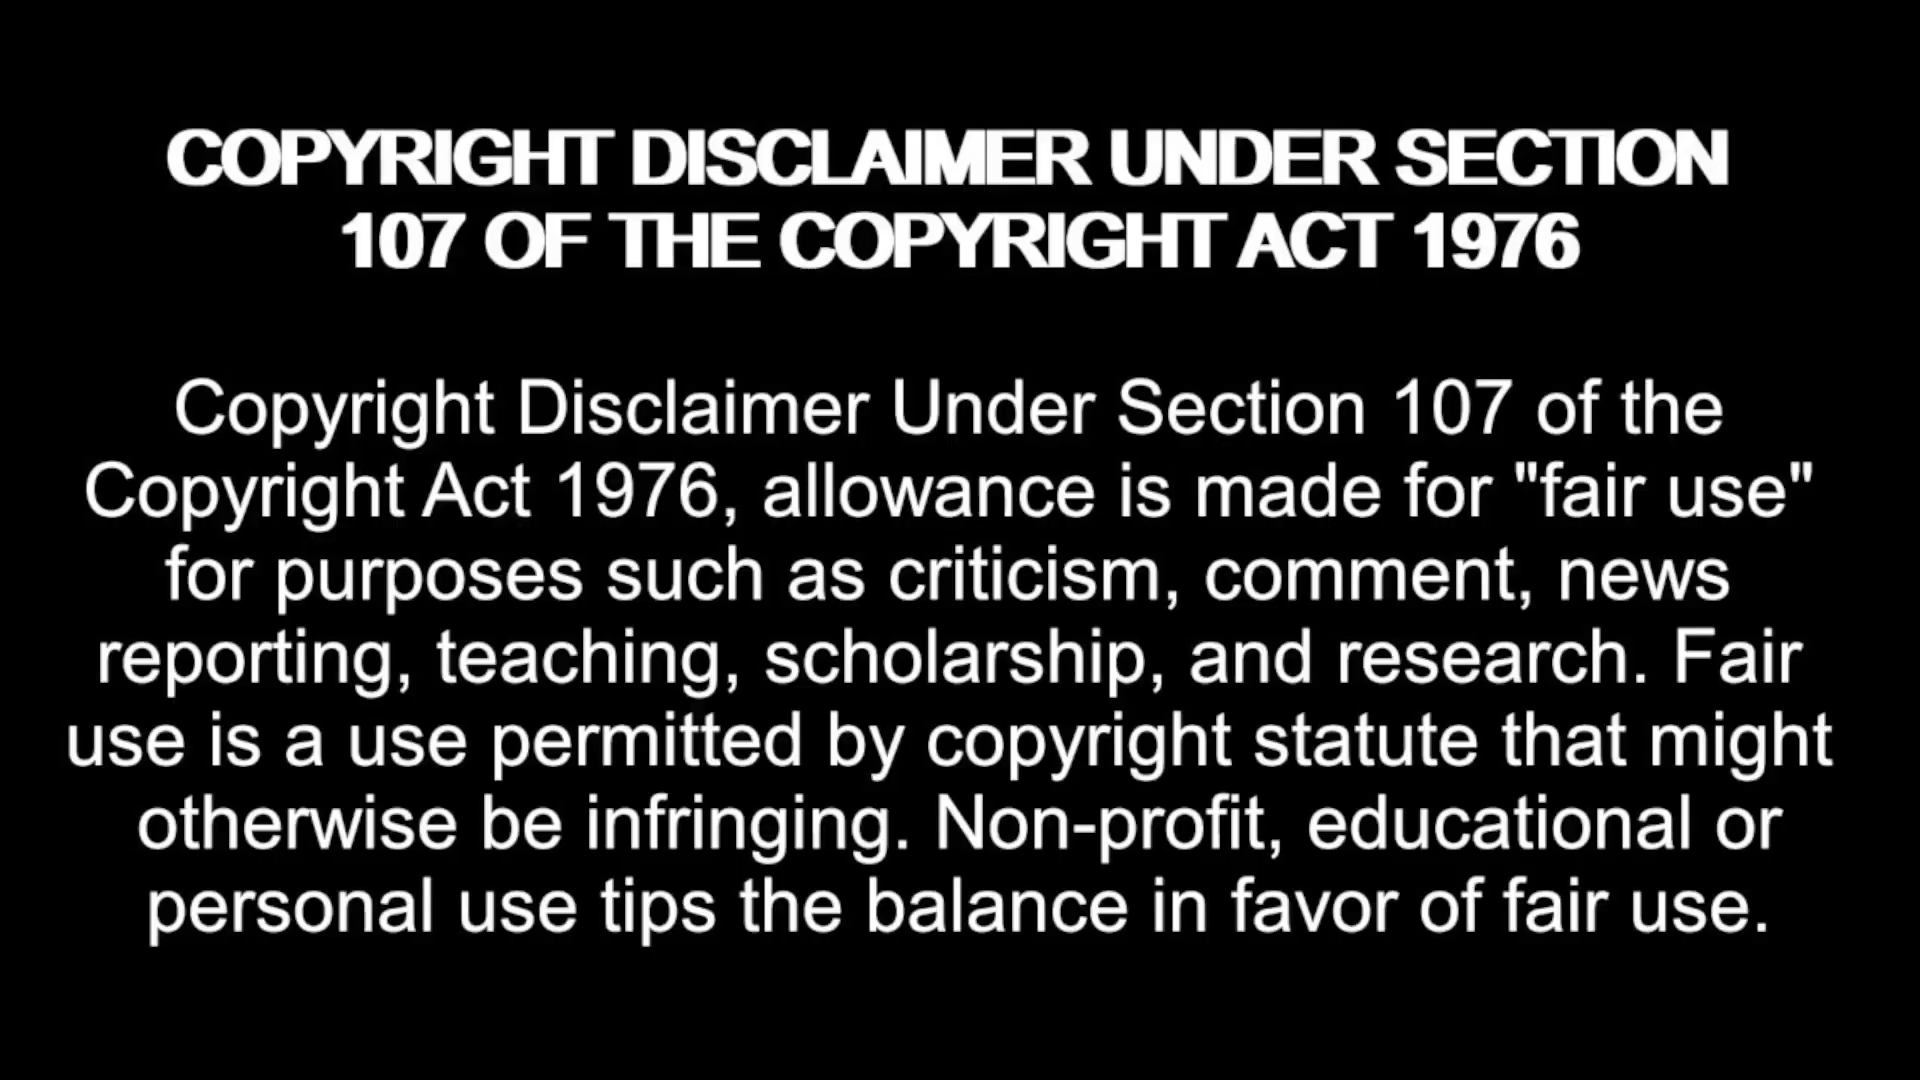 COPYRIGHT DISCLAIMER UNDER SECTION
107 OF THE COPYRIGHT ACT 1976
Copyright Disclaimer Under Section 107 of the
Copyright Act 1976, allowance is made for "fair use"
for purposes such as criticism, comment, news
reporting, teaching, scholarship, and research. Fair
use is a use permitted by copyright statute that might
otherwise be infringing. Non-profit, educational or
personal use tips the balance in favor of fair use.